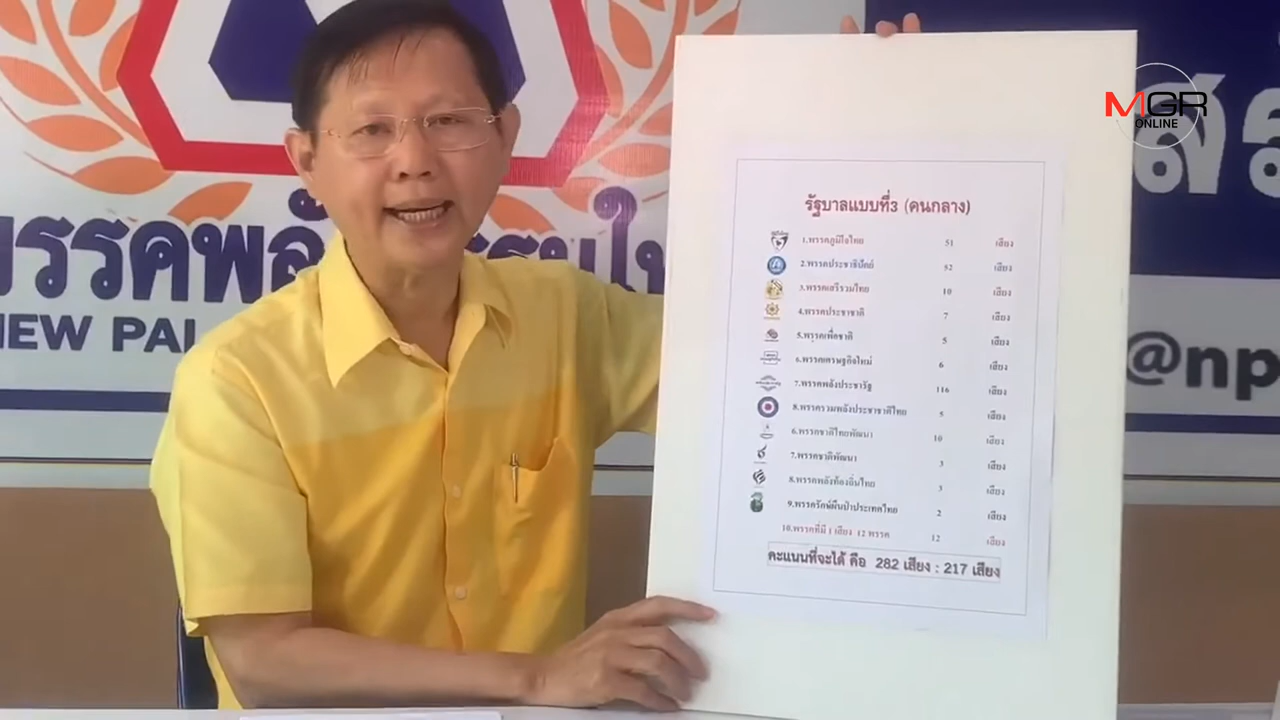 MGR
ONLINE
พรรคพลั รรมให
NEW PAL
@np
รัฐบาลแบบที่3 (คนกลาง)
1.พรรคภูมิใจไทย 51 เสียง
2.พรรคประชาธิปัตย์ 52 เสียง
3.พรรคเสรีรวมไทย 10 เสียง
4.พรรคประชาชาติ 7 เสียง
5.พรรคเพื่อชาติ 5 เสียง
6.พรรคเศรษฐกิจใหม่ 6 เสียง
7.พรรคพลังประชารัฐ 116 เสียง
8.พรรครวมพลังประชาชาติไทย 5 เสียง
6.พรรคชาติไทยพัฒนา 10 เสียง
7.พรรคชาติพัฒนา 3 เสียง
8.พรรคพลังท้องถิ่นไทย 3 เสียง
9.พรรครักษ์ผืนป่าประเทศไทย 2 เสียง
10.พรรคที่มี 1 เสียง 12 พรรค 12 เสียง
คะแนนที่จะได้ คือ 282 เสียง : 217 เสียง